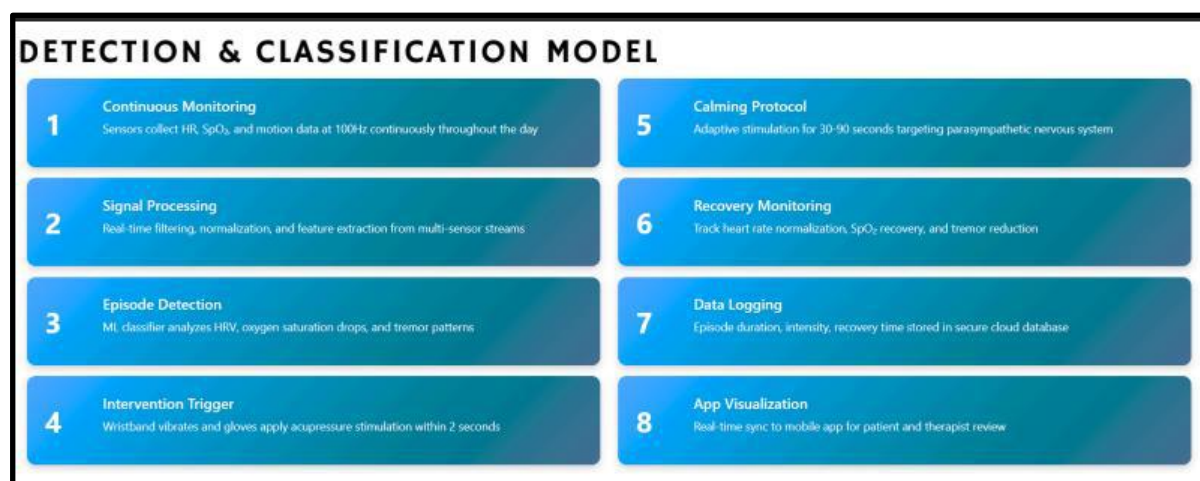 DETECTION & CLASSIFICATION MODEL
1
Continuous Monitoring
Sensors collect HR, SpO₂, and motion data at 100Hz continuously throughout the day
2
Signal Processing
Real-time filtering, normalization, and feature extraction from multi-sensor streams
3
Episode Detection
ML classifier analyzes HRV, oxygen saturation drops, and tremor patterns
4
Intervention Trigger
Wristband vibrates and gloves apply acupressure stimulation within 2 seconds
5
Calming Protocol
Adaptive stimulation for 30-90 seconds targeting parasympathetic nervous system
6
Recovery Monitoring
Track heart rate normalization, SpO₂ recovery, and tremor reduction
7
Data Logging
Episode duration, intensity, recovery time stored in secure cloud database
8
App Visualization
Real-time sync to mobile app for patient and therapist review